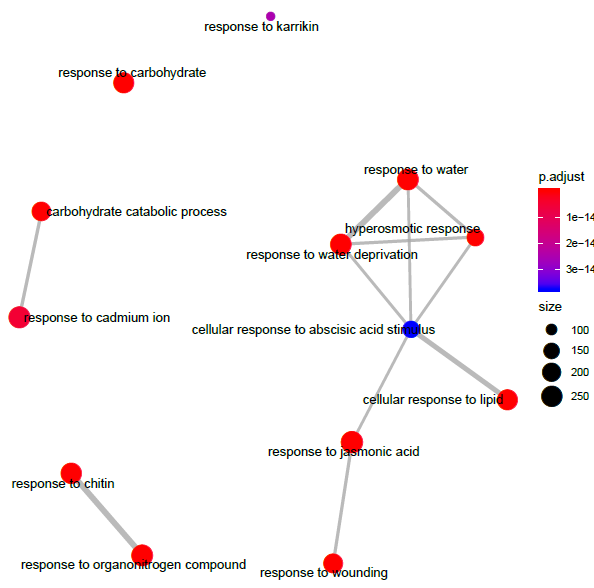 response to karrikin
response to carbohydrate
response to water
p.adjust
carbohydrate catabolic process
1e−14
hyperosmotic response
2e−14
response to water deprivation
3e−14
size
response to cadmium ion
cellular response to abscisic acid stimulus
100
150
200
250
cellular response to lipid
response to jasmonic acid
response to chitin
response to organonitrogen compound
response to wounding